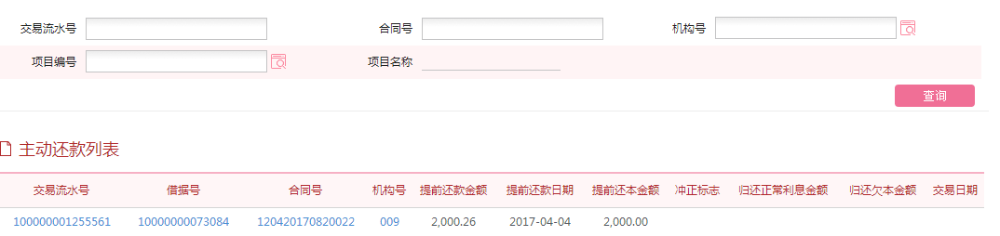 交易流水号 合同号 机构号
项目编号 项目名称
查询
主动还款列表
交易流水号 借据号 合同号 机构号 提前还款金额 提前还款日期 提前还本金额 冲正标志 归还正常利息金额 归还欠本金额 交易日期
100000001255561 10000000073084 120420170820022 009 2,000.26 2017-04-04 2,000.00